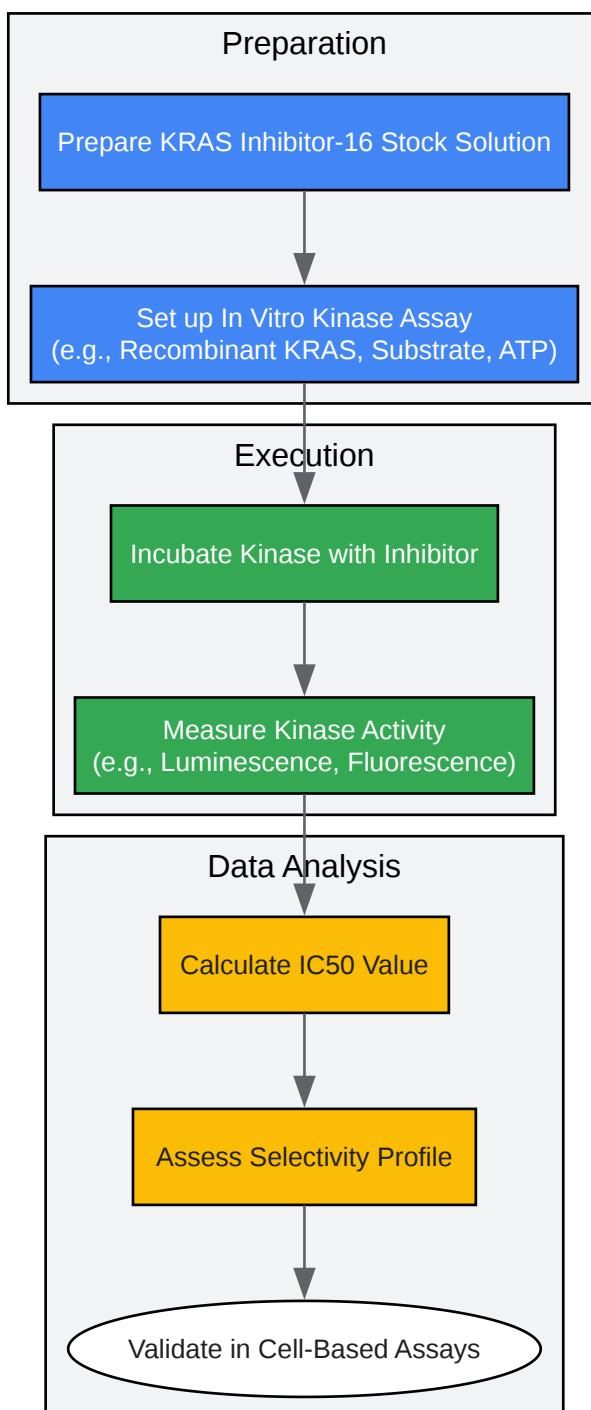 Preparation
Prepare KRAS Inhibitor-16 Stock Solution
Set up In Vitro Kinase Assay
(e.g., Recombinant KRAS, Substrate, ATP)
Execution
Incubate Kinase with Inhibitor
Measure Kinase Activity
(e.g., Luminescence, Fluorescence)
Data Analysis
Calculate IC50 Value
Assess Selectivity Profile
Validate in Cell-Based Assays